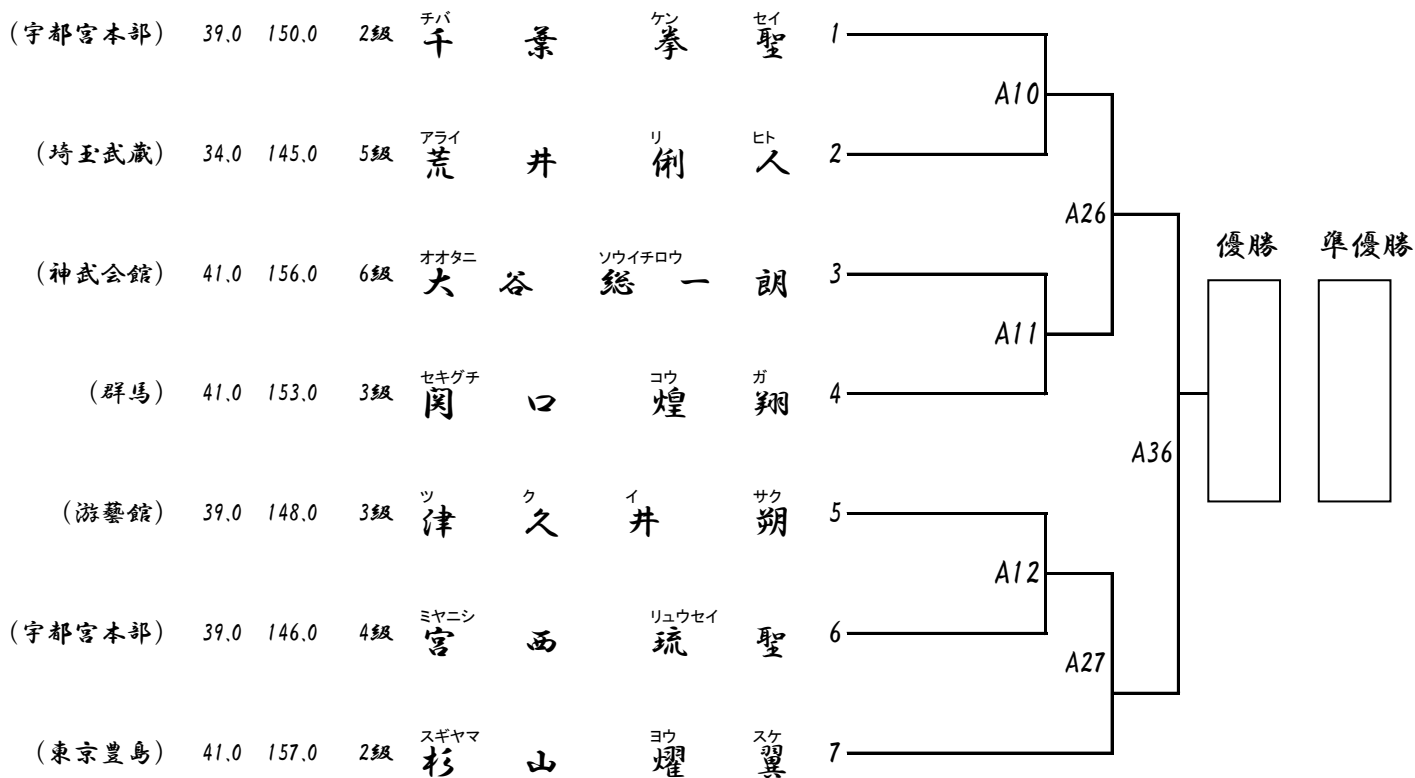 チバ ケン セイ
(宇都宮本部) 39.0 150.0 2級 千葉 拳聖 1
A10
アライ リ ヒト
(埼玉武蔵) 34.0 145.0 5級 荒井 俐人 2
A26
優勝 準優勝
オオタニ ソウイチロウ
(神武会館) 41.0 156.0 6級 大谷 総一朗 3
A11
セキグチ コウ ガ
(群馬) 41.0 153.0 3級 関口 煌翔 4
A36
ツ ク イ サク
(游藝館) 39.0 148.0 3級 津久井 朔 5
A12
ミヤニシ リュウセイ
(宇都宮本部) 39.0 146.0 4級 宮西 琉聖 6
A27
スギヤマ ヨウ スケ
(東京豊島) 41.0 157.0 2級 杉山 燿翼 7